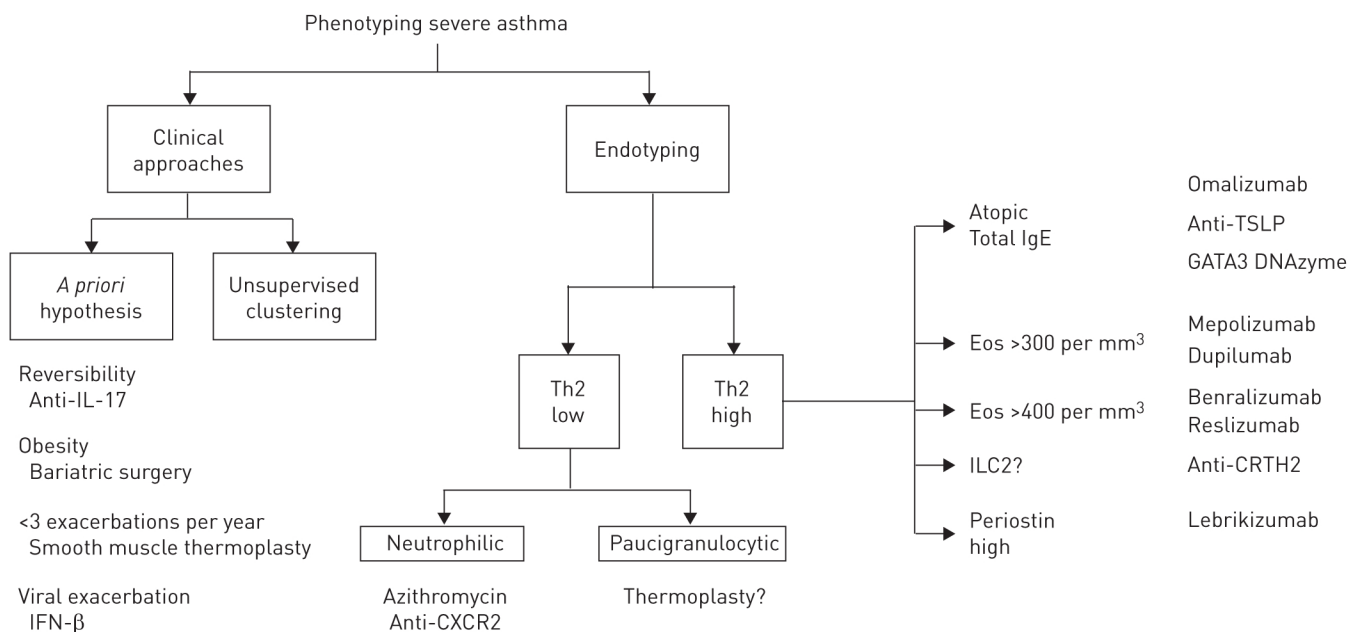 Phenotyping severe asthma
Clinical
approaches
Endotyping
A priori
hypothesis
Unsupervised
clustering
Reversibility
Anti-IL-17
Obesity
Bariatric surgery
<3 exacerbations per year
Smooth muscle thermoplasty
Viral exacerbation
IFN-β
Th2
low
Th2
high
Neutrophilic
Paucigranulocytic
Azithromycin
Anti-CXCR2
Thermoplasty?
Atopic
Total IgE
Omalizumab
Anti-TSLP
GATA3 DNAzyme
Eos >300 per mm³
Mepolizumab
Dupilumab
Eos >400 per mm³
Benralizumab
Reslizumab
ILC2?
Anti-CRTH2
Periostin
high
Lebrikizumab